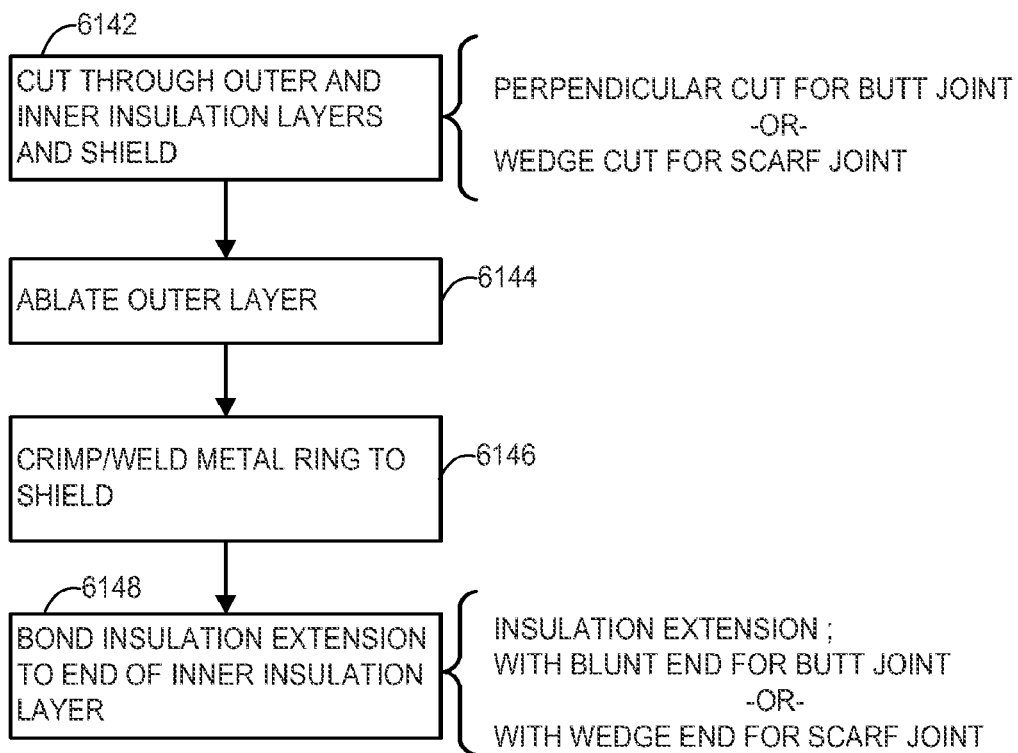 6142
CUT THROUGH OUTER AND
INNER INSULATION LAYERS
AND SHIELD
PERPENDICULAR CUT FOR BUTT JOINT
-OR-
WEDGE CUT FOR SCARF JOINT
6144
ABLATE OUTER LAYER
6146
CRIMP/WELD METAL RING TO
SHIELD
6148
BOND INSULATION EXTENSION
TO END OF INNER INSULATION
LAYER
INSULATION EXTENSION ;
WITH BLUNT END FOR BUTT JOINT
-OR-
WITH WEDGE END FOR SCARF JOINT